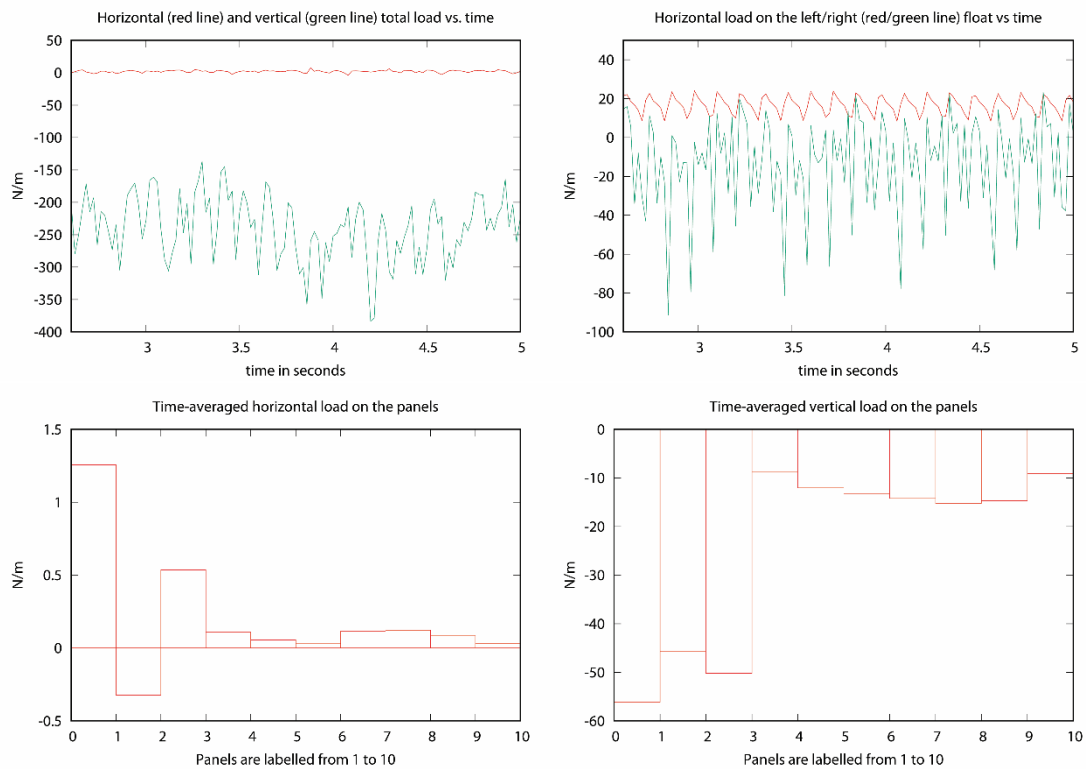 Horizontal (red line) and vertical (green line) total load vs. time
50
0
-50
-100
-150
-200
-250
-300
-350
-400
N/m
3
3.5
4
4.5
5
time in seconds
Horizontal load on the left/right (red/green line) float vs time
40
20
0
-20
-40
-60
-80
-100
N/m
3
3.5
4
4.5
5
time in seconds
Time-averaged horizontal load on the panels
1.5
1
0.5
0
-0.5
N/m
0 1 2 3 4 5 6 7 8 9 10
Panels are labelled from 1 to 10
Time-averaged vertical load on the panels
0
-10
-20
-30
-40
-50
-60
N/m
0 1 2 3 4 5 6 7 8 9 10
Panels are labelled from 1 to 10